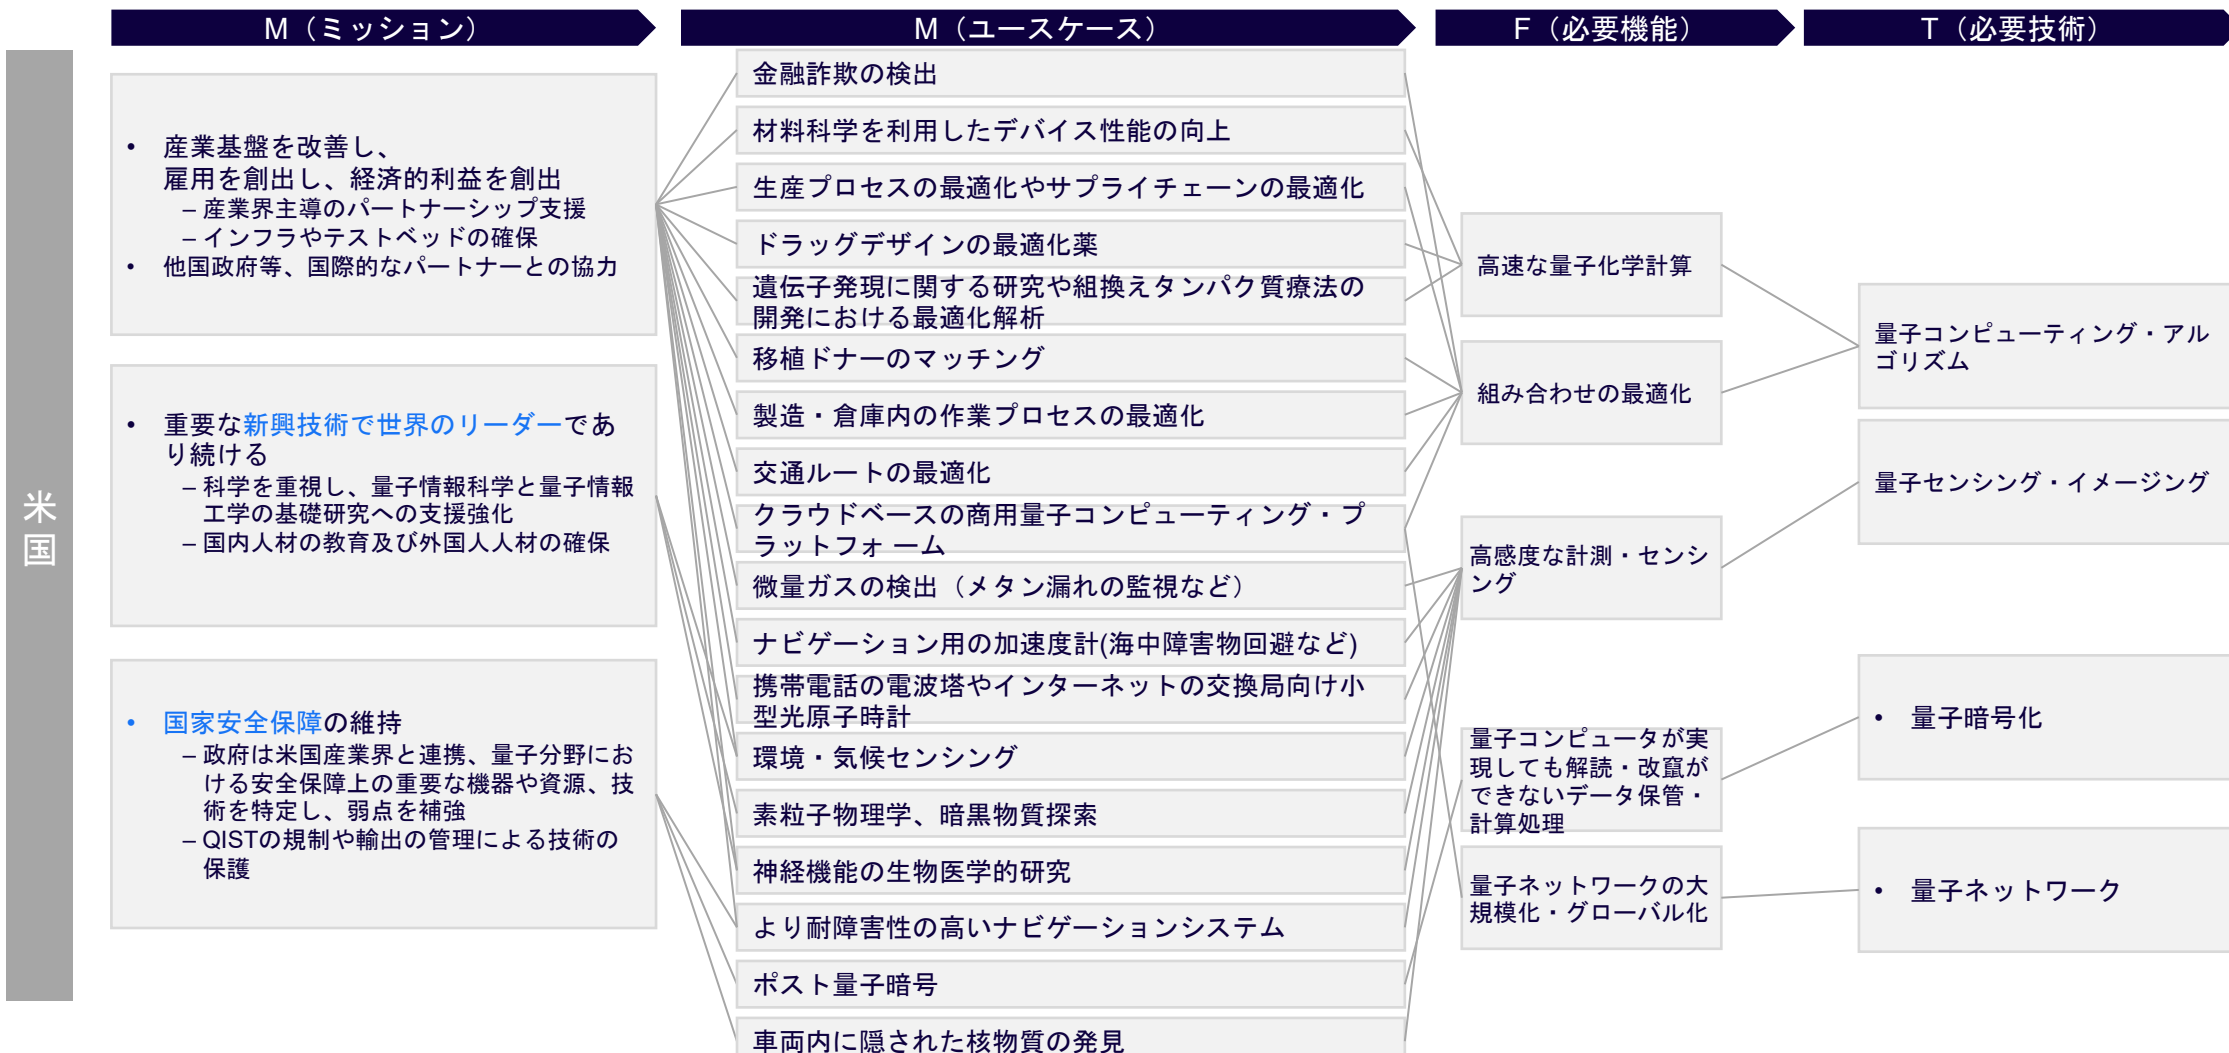 M（ミッション）
M（ユースケース）
F（必要機能）
T（必要技術）
米国
• 産業基盤を改善し、
雇用を創出し、経済的利益を創出
– 産業界主導のパートナーシップ支援
– インフラやテストベッドの確保
• 他国政府等、国際的なパートナーとの協力
• 重要な新興技術で世界のリーダーであ
り続ける
– 科学を重視し、量子情報科学と量子情報
工学の基礎研究への支援強化
– 国内人材の教育及び外国人人材の確保
• 国家安全保障の維持
– 政府は米国産業界と連携、量子分野にお
ける安全保障上の重要な機器や資源、技
術を特定し、弱点を補強
– QISTの規制や輸出の管理による技術の
保護
金融詐欺の検出
材料科学を利用したデバイス性能の向上
生産プロセスの最適化やサプライチェーンの最適化
ドラッグデザインの最適化薬
遺伝子発現に関する研究や組換えタンパク質療法の
開発における最適化解析
移植ドナーのマッチング
製造・倉庫内の作業プロセスの最適化
交通ルートの最適化
クラウドベースの商用量子コンピューティング・プ
ラットフォーム
微量ガスの検出（メタン漏れの監視など）
ナビゲーション用の加速度計(海中障害物回避など)
携帯電話の電波塔やインターネットの交換局向け小
型光原子時計
環境・気候センシング
素粒子物理学、暗黒物質探索
神経機能の生物医学的研究
より耐障害性の高いナビゲーションシステム
ポスト量子暗号
車両内に隠された核物質の発見
高速な量子化学計算
組み合わせの最適化
高感度な計測・センシ
ング
量子コンピュータが実
現しても解読・改竄が
できないデータ保管・
計算処理
量子ネットワークの大
規模化・グローバル化
量子コンピューティング・アル
ゴリズム
量子センシング・イメージング
• 量子暗号化
• 量子ネットワーク